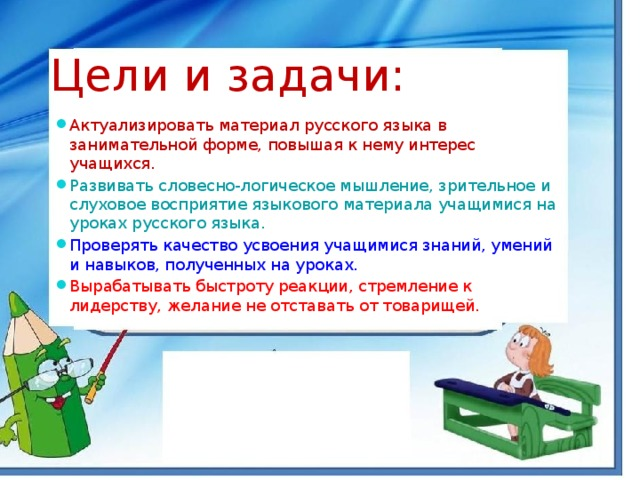 Цели и задачи:
Актуализировать материал русского языка в
занимательной форме, повышая к нему интерес
учащихся.
Развивать словесно-логическое мышление, зрительное и
слуховое восприятие языкового материала учащимися на
уроках русского языка.
Проверять качество усвоения учащимися знаний, умений
и навыков, полученных на уроках.
Вырабатывать быстроту реакции, стремление к
лидерству, желание не отставать от товарищей.